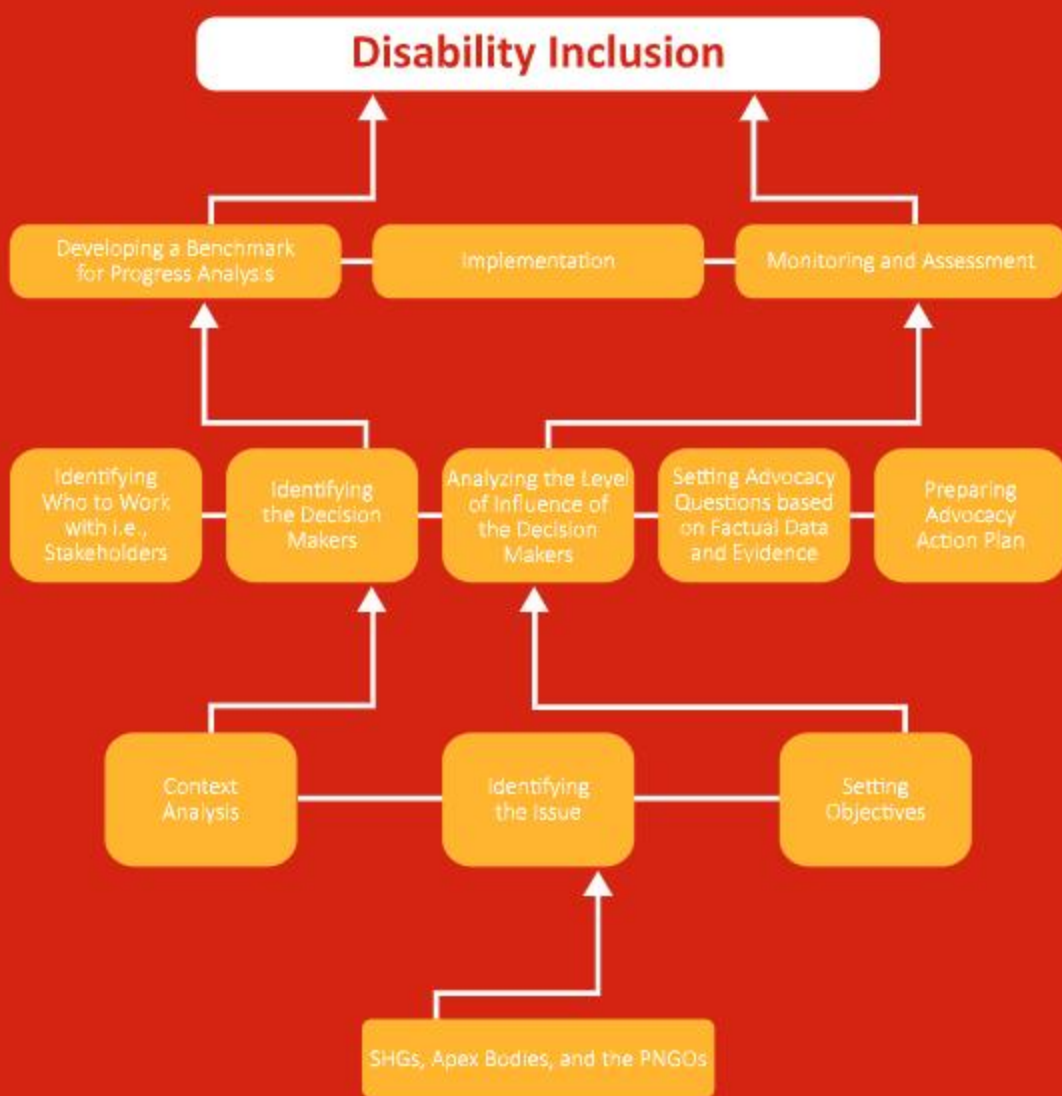 Disability Inclusion
Developing a Benchmark
for Progress Analysis
Implementation
Monitoring and Assessment
Identifying
Who to Work
with i.e.,
Stakeholders
Identifying
the Decision
Makers
Analyzing the Level
of Influence of
the Decision
Makers
Setting Advocacy
Questions based
on Factual Data
and Evidence
Preparing
Advocacy
Action Plan
Context
Analysis
Identifying
the Issue
Setting
Objectives
SHGs, Apex Bodies, and the PNGOs